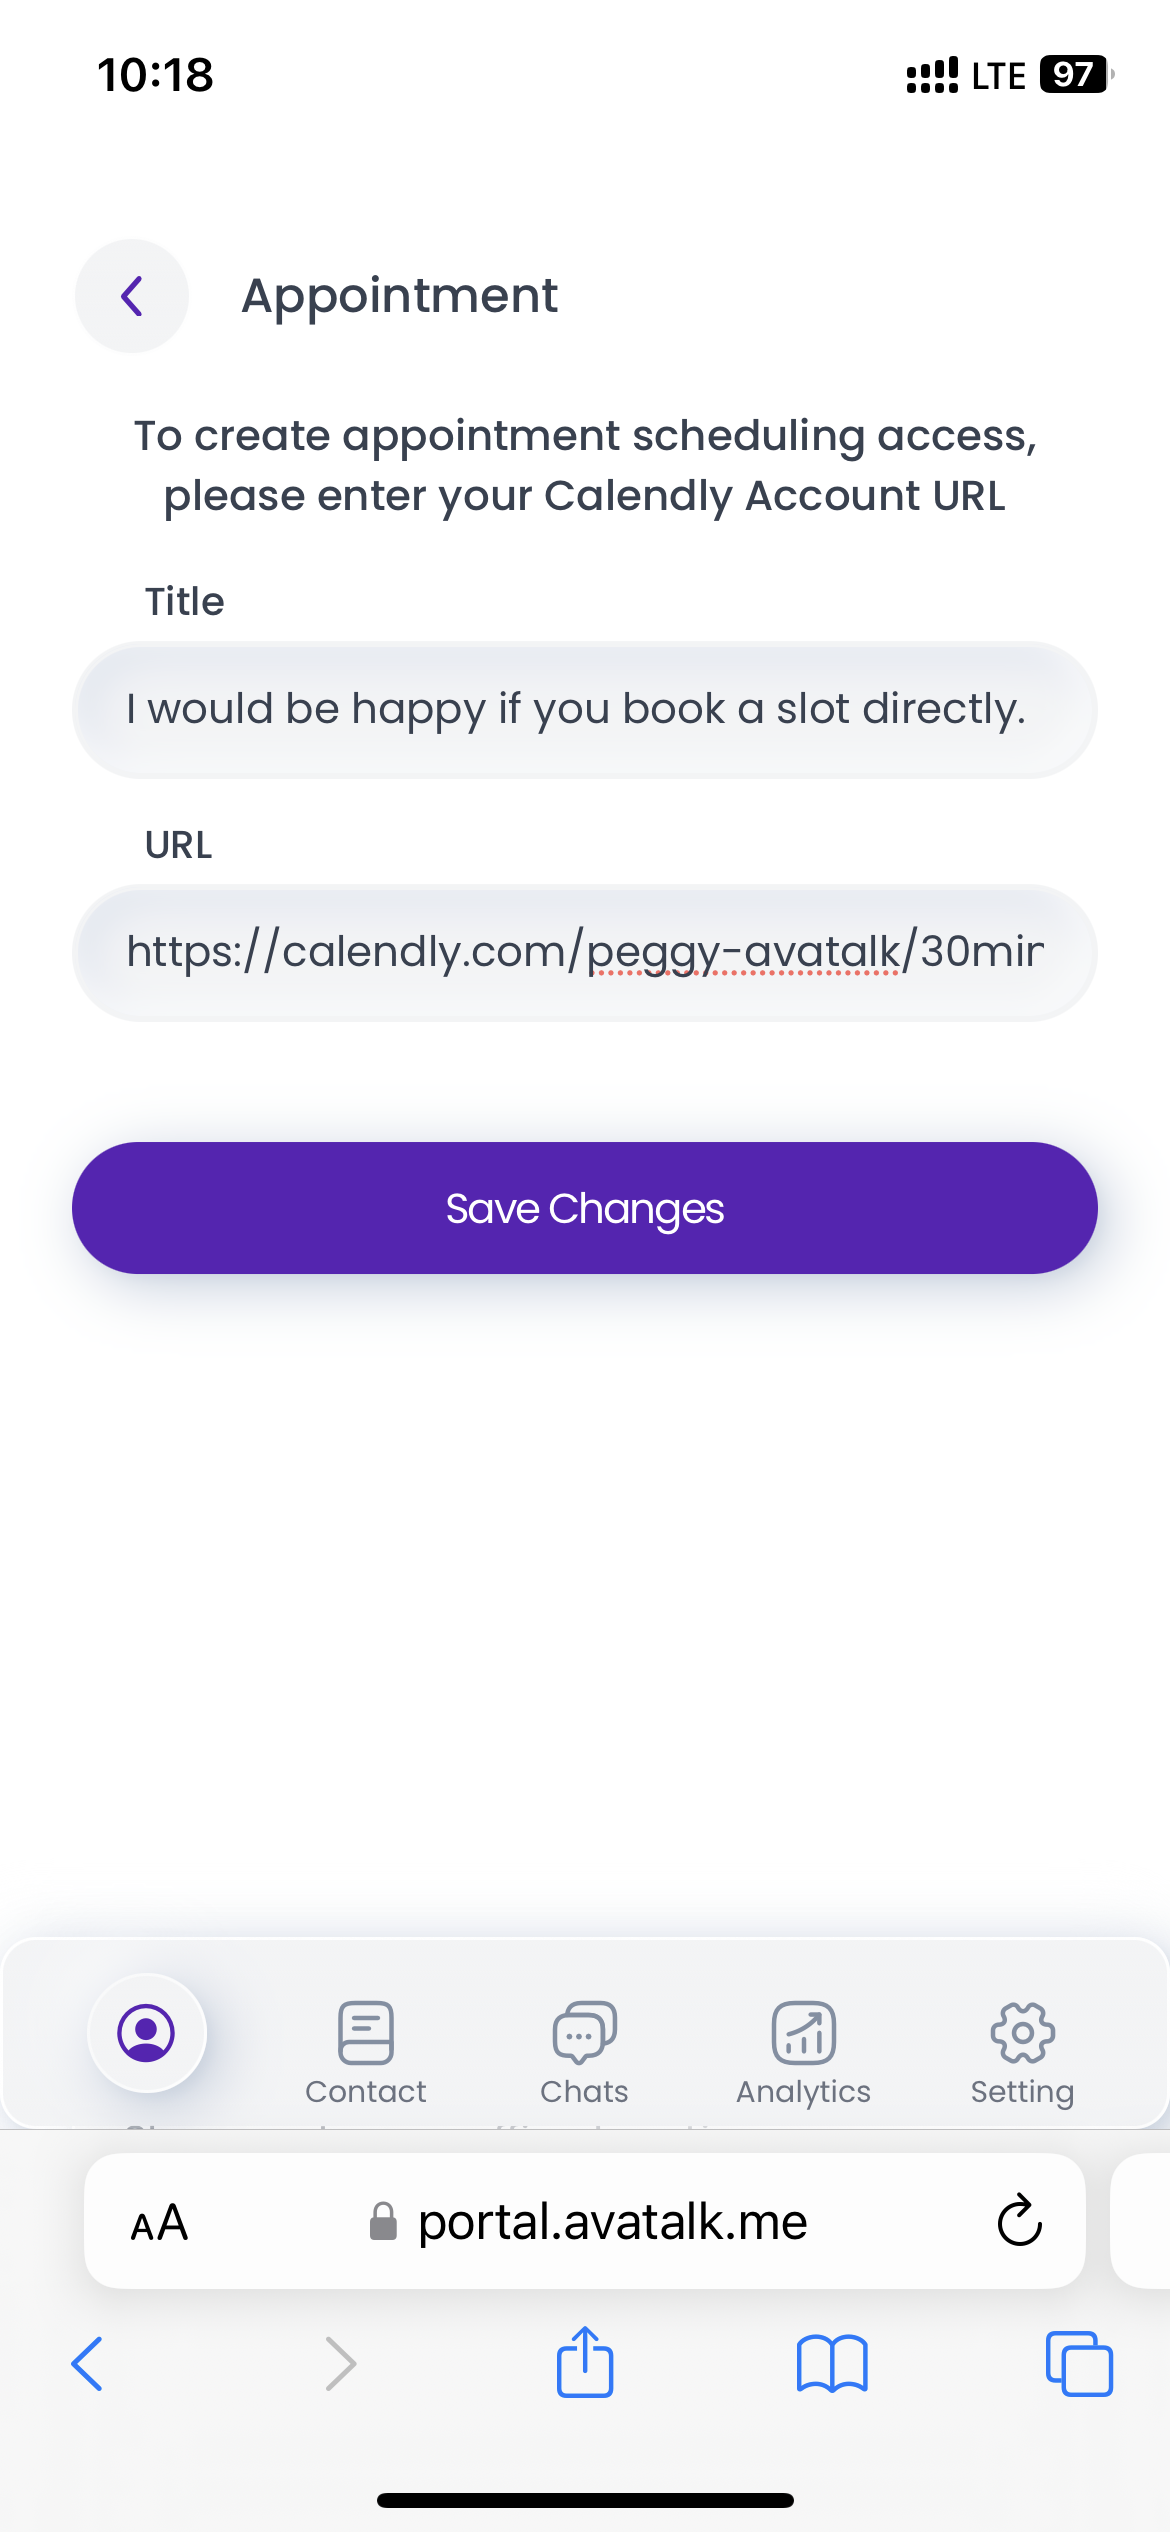 10:18
LTE 97
Appointment
To create appointment scheduling access,
please enter your Calendly Account URL
Title
I would be happy if you book a slot directly.
URL
https://calendly.com/peggy-avatalk/30min
Save Changes
Contact Chats Analytics Setting
AA portal.avatalk.me